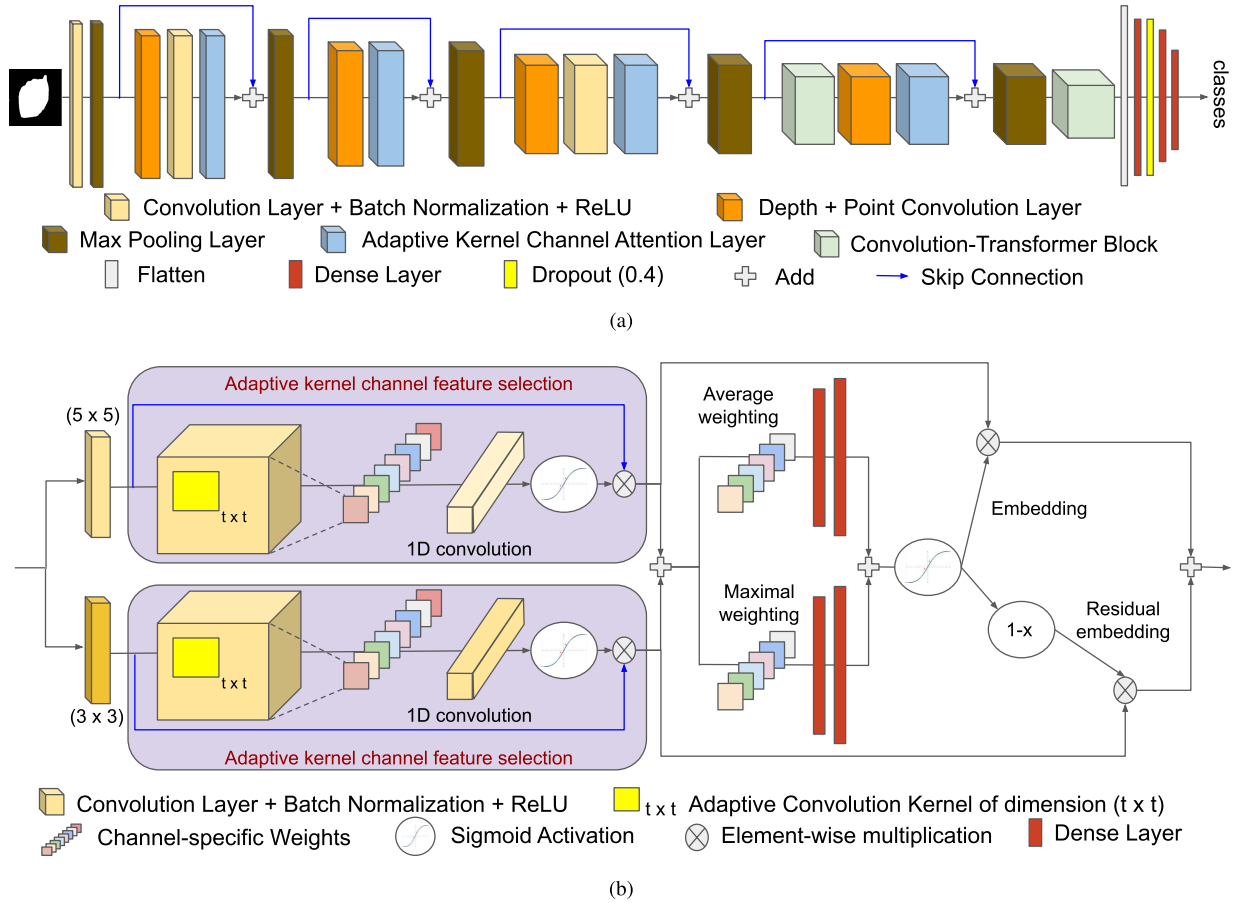 classes
Convolution Layer + Batch Normalization + ReLU
Depth + Point Convolution Layer
Max Pooling Layer
Adaptive Kernel Channel Attention Layer
Convolution-Transformer Block
Flatten
Dense Layer
Dropout (0.4)
Add
Skip Connection
(a)
Adaptive kernel channel feature selection
(5 x 5)
t x t
1D convolution
Average
weighting
Embedding
Maximal
weighting
1-x
Residual
embedding
t x t
(3 x 3)
1D convolution
Adaptive kernel channel feature selection
Convolution Layer + Batch Normalization + ReLU
t x t
Adaptive Convolution Kernel of dimension (t x t)
Channel-specific Weights
Sigmoid Activation
Element-wise multiplication
Dense Layer
(b)